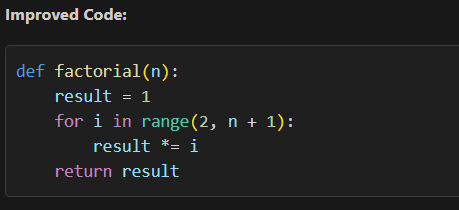 Improved Code:
def factorial(n):
    result = 1
    for i in range(2, n + 1):
        result *= i
    return result